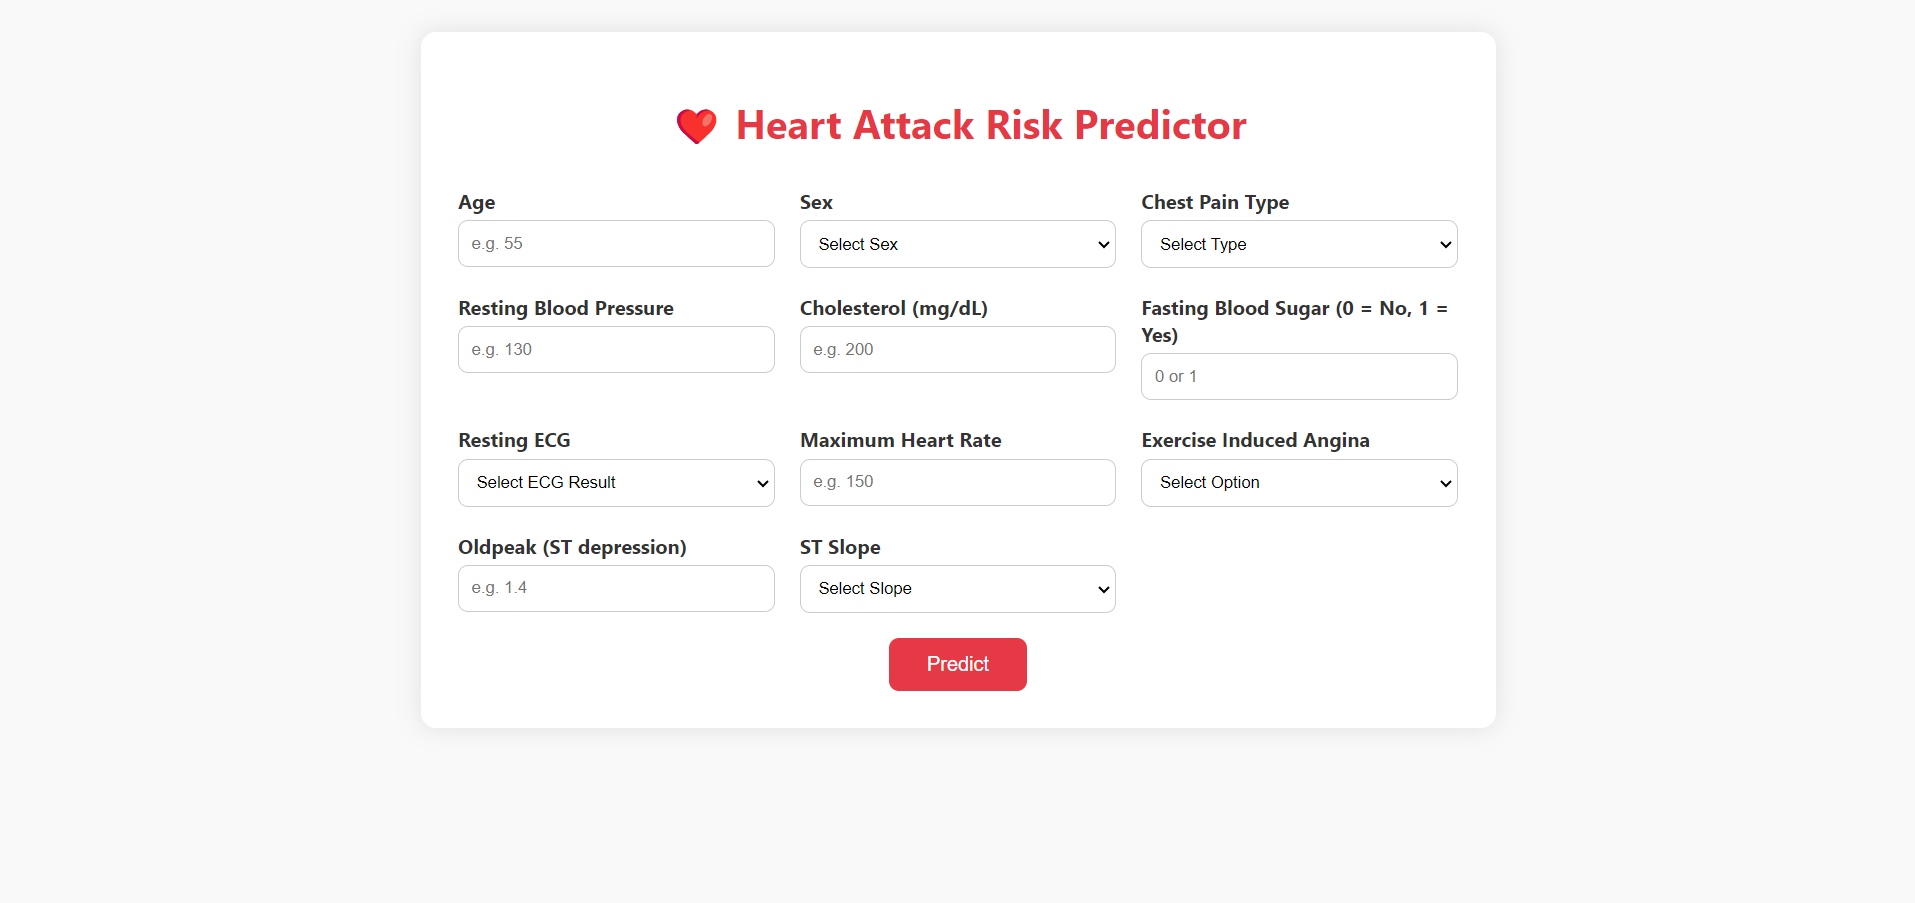 Heart Attack Risk Predictor
Age
Sex
Chest Pain Type
e.g. 55
Select Sex
Select Type
Resting Blood Pressure
Cholesterol (mg/dL)
Fasting Blood Sugar (0 = No, 1 =
Yes)
e.g. 130
e.g. 200
0 or 1
Resting ECG
Maximum Heart Rate
Exercise Induced Angina
Select ECG Result
e.g. 150
Select Option
Oldpeak (ST depression)
ST Slope
e.g. 1.4
Select Slope
Predict